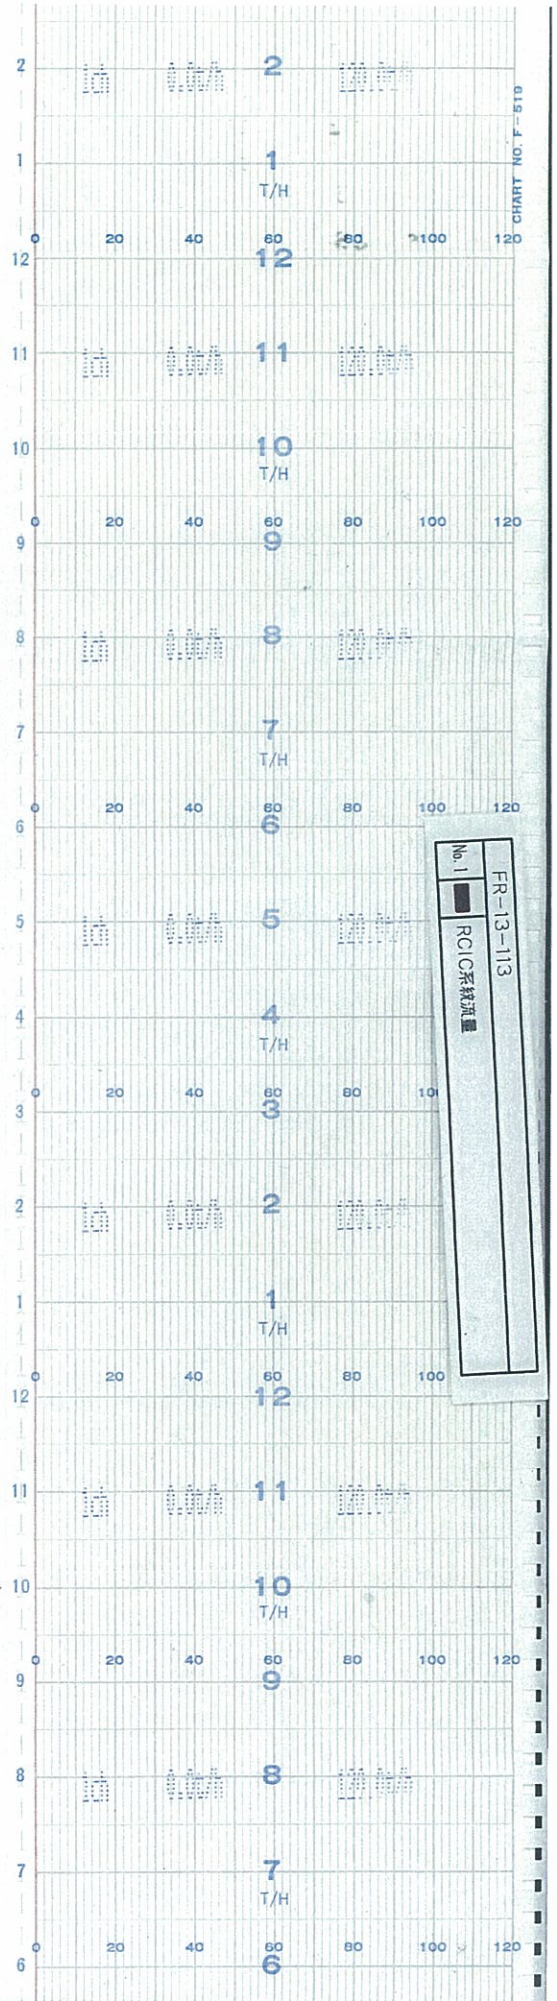 2 1ch 0.0t/h 2 120.0t/h
CHART NO. F-519
1 1
T/H
0 20 40 60 80 100 120
12 12
11 1ch 0.0t/h 11 120.0t/h
10 10
T/H
0 20 40 60 80 100 120
9 9
8 1ch 0.0t/h 8 120.0t/h
7 7
T/H
0 20 40 60 80 100 120
6 6
FR-13-113
No.1 RCIC系統流量
5 1ch 0.0t/h 5 120.0t/h
4 4
T/H
0 20 40 60 80
3 3
2 1ch 0.0t/h 2 120.0t/h
1 1
T/H
0 20 40 60 80 100
12 12
11 1ch 0.0t/h 11 120.0t/h
10 10
T/H
0 20 40 60 80 100 120
9 9
8 1ch 0.0t/h 8 120.0t/h
7 7
T/H
0 20 40 60 80 100 120
6 6